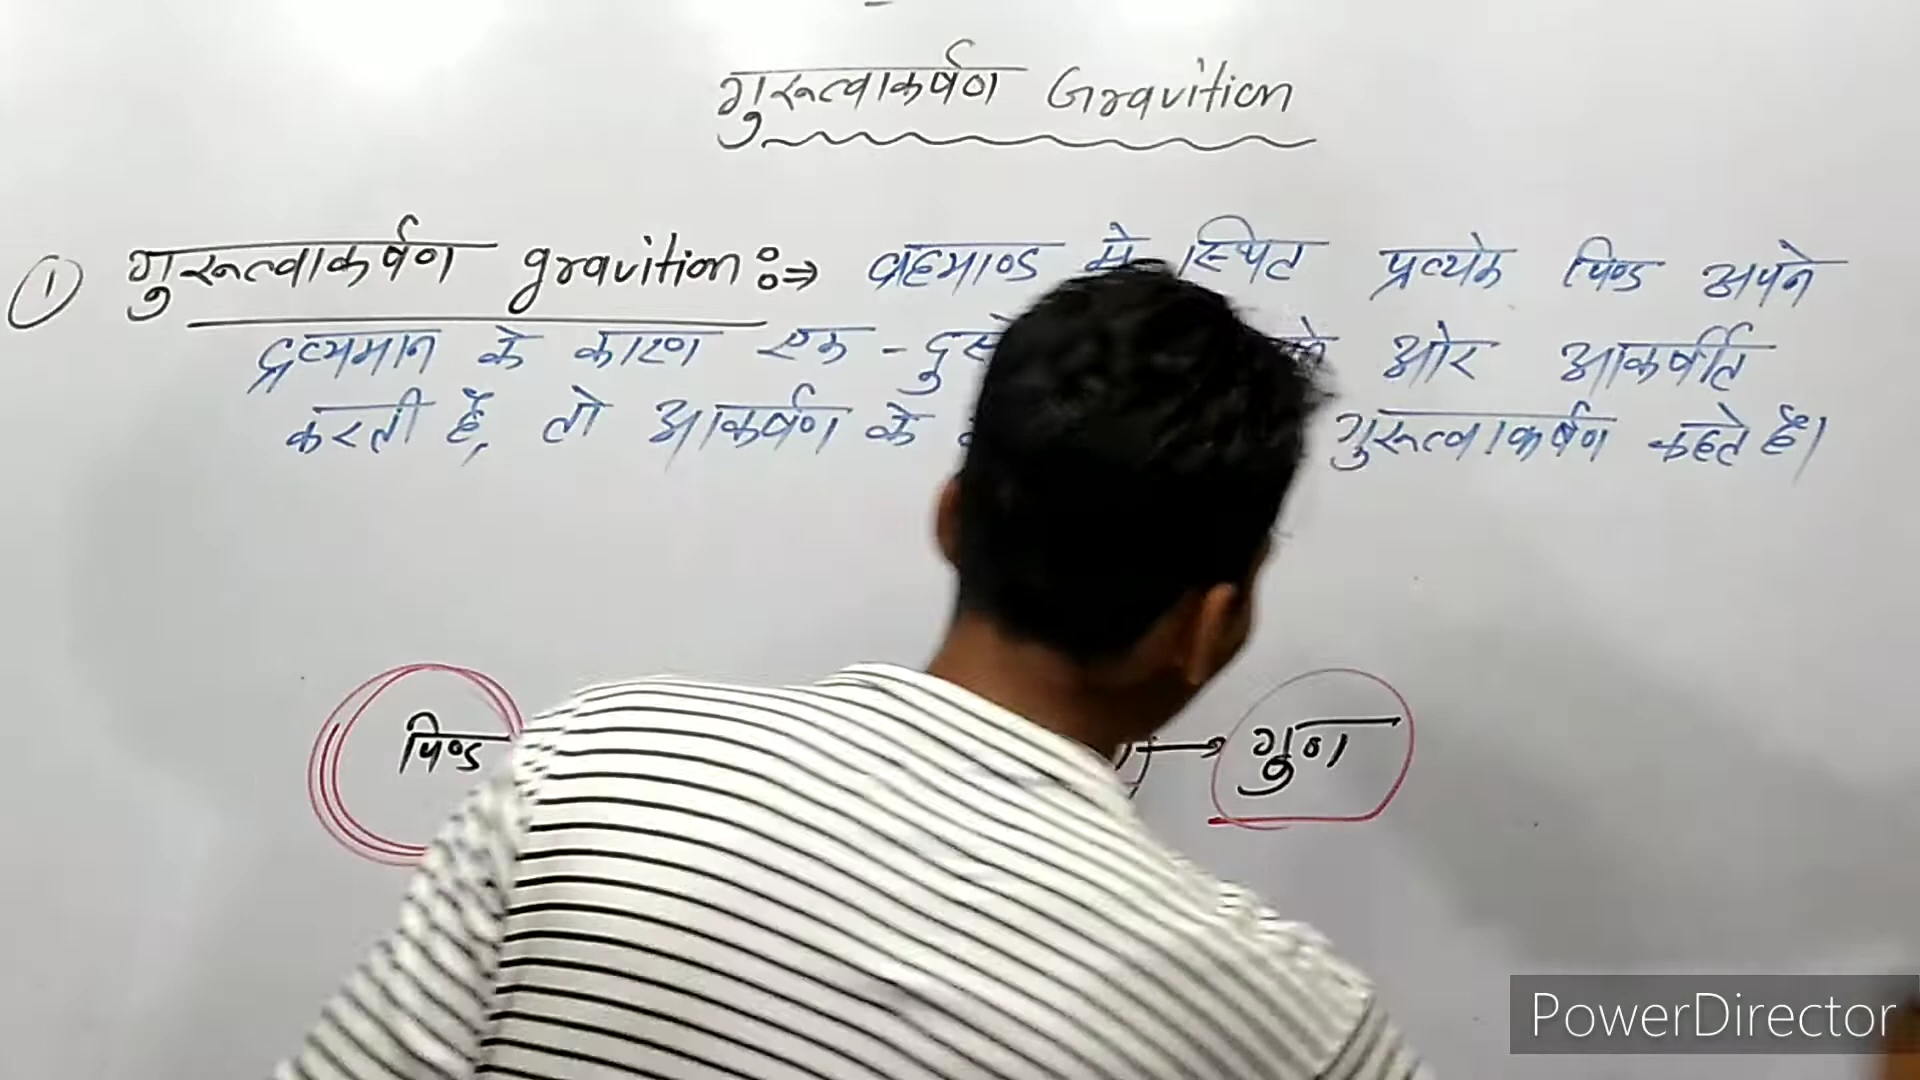 गुरूत्वाकर्षण Gravition
① गुरूत्वाकर्षण gravition :⇒ ब्रहमाण्ड मे स्थित प्रत्येक पिण्ड अपने
द्रव्यमान के कारण एक - दुसरे ओर आकर्षीत
करती हैं, तो आकर्षण के गुरूत्वाकर्षण कहते हैं।
पिण्ड → गुण
PowerDirector